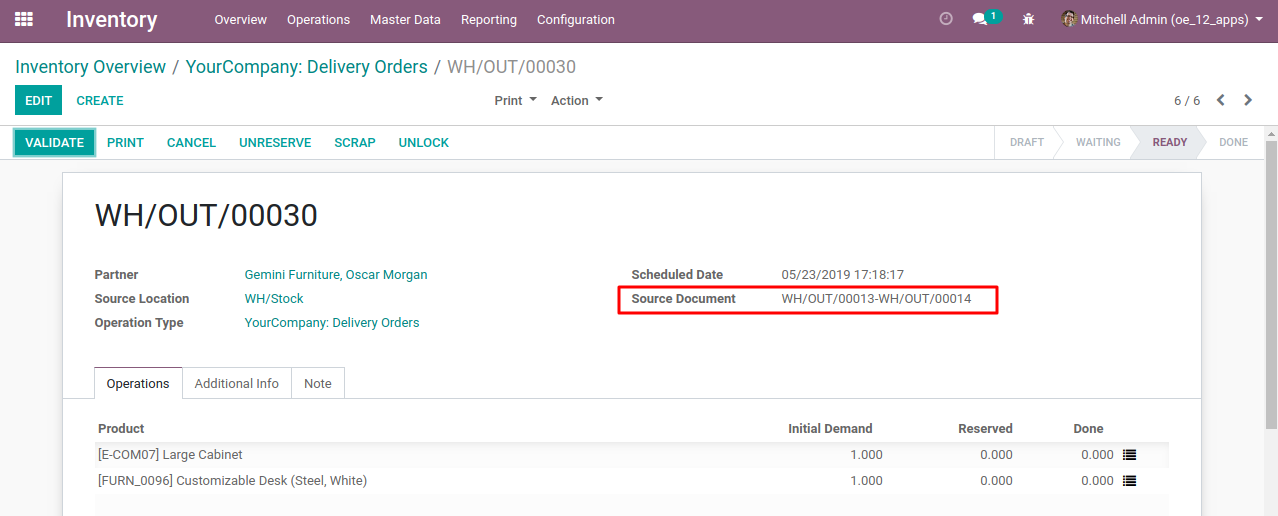 Inventory Overview Operations Master Data Reporting Configuration 1 Mitchell Admin (oe_12_apps)
Inventory Overview / YourCompany: Delivery Orders / WH/OUT/00030
EDIT CREATE Print Action 6 / 6
VALIDATE PRINT CANCEL UNRESERVE SCRAP UNLOCK DRAFT WAITING READY DONE
WH/OUT/00030
Partner Gemini Furniture, Oscar Morgan Scheduled Date 05/23/2019 17:18:17
Source Location WH/Stock Source Document WH/OUT/00013-WH/OUT/00014
Operation Type YourCompany: Delivery Orders
Operations Additional Info Note
Product Initial Demand Reserved Done
[E-COM07] Large Cabinet 1.000 0.000 0.000
[FURN_0096] Customizable Desk (Steel, White) 1.000 0.000 0.000